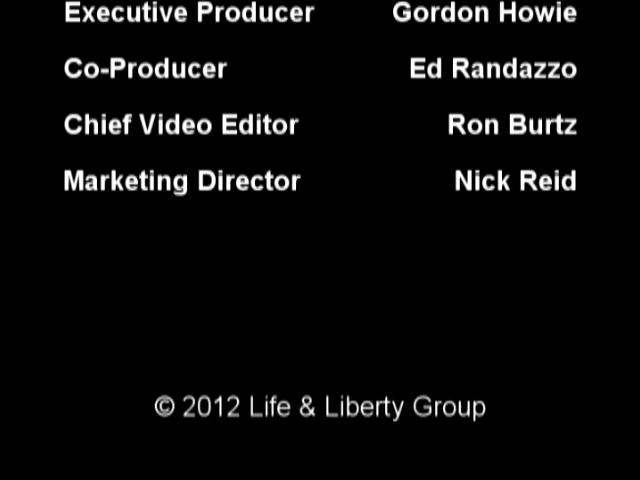 Executive Producer Gordon Howie
Co-Producer Ed Randazzo
Chief Video Editor Ron Burtz
Marketing Director Nick Reid
© 2012 Life & Liberty Group